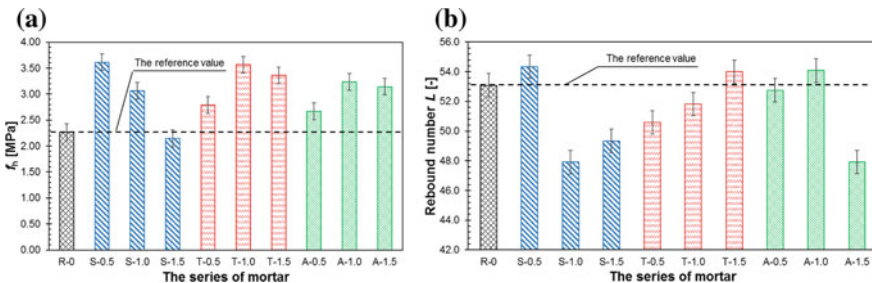 (a)
4.00
3.50
3.00
2.50
2.00
1.50
1.00
0.50
0.00
fh [MPa]
The reference value
R-0 S-0.5 S-1.0 S-1.5 T-0.5 T-1.0 T-1.5 A-0.5 A-1.0 A-1.5
The series of mortar
(b)
56.0
54.0
52.0
50.0
48.0
46.0
44.0
42.0
Rebound number L [-]
The reference value
R-0 S-0.5 S-1.0 S-1.5 T-0.5 T-1.0 T-1.5 A-0.5 A-1.0 A-1.5
The series of mortar